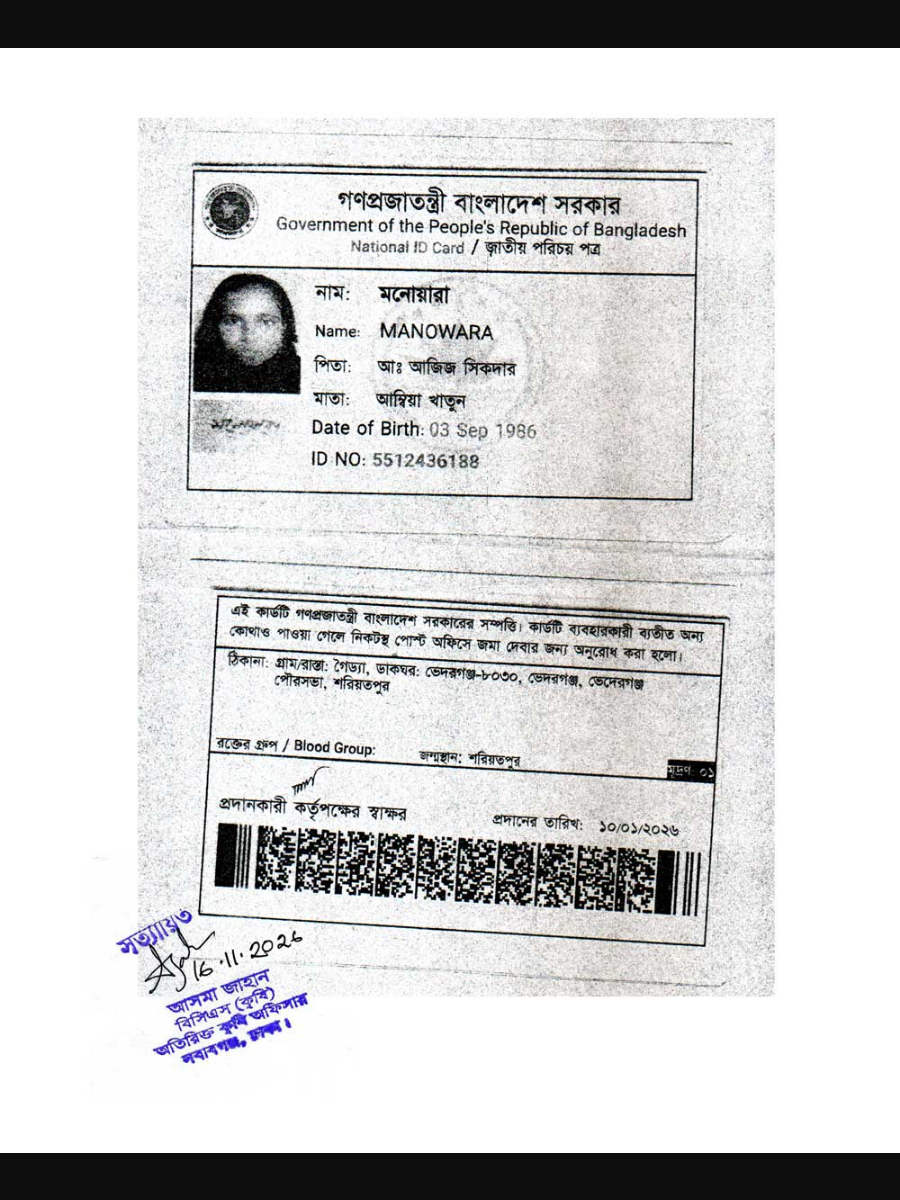 গণপ্রজাতন্ত্রী বাংলাদেশ সরকার
Government of the People's Republic of Bangladesh
National ID Card / জাতীয় পরিচয় পত্র
নাম: মনোয়ারা
Name: MANOWARA
পিতা: আঃ আজিজ সিকদার
মাতা: আম্বিয়া খাতুন
Date of Birth: 03 Sep 1986
ID NO: 5512436188
এই কার্ডটি গণপ্রজাতন্ত্রী বাংলাদেশ সরকারের সম্পত্তি। কার্ডটি ব্যবহারকারী ব্যতীত অন্য
কোথাও পাওয়া গেলে নিকটস্থ পোস্ট অফিসে জমা দেবার জন্য অনুরোধ করা হলো।
ঠিকানা: গ্রাম/রাস্তা: গৈড্যা, ডাকঘর: ভেদরগঞ্জ-৮০৩০, ভেদরগঞ্জ, ভেদেরগঞ্জ
পৌরসভা, শরিয়তপুর
রক্তের গ্রুপ / Blood Group: জন্মস্থান: শরিয়তপুর
মুদ্রণ: ০১
প্রদানকারী কর্তৃপক্ষের স্বাক্ষর প্রদানের তারিখ: ১০/০১/২০২৬
সত্যায়িত
16.11.2026
আসমা জাহান
বিসিএস (কৃষি)
অতিরিক্ত কৃষি অফিসার
নবাবগঞ্জ, ঢাকা।